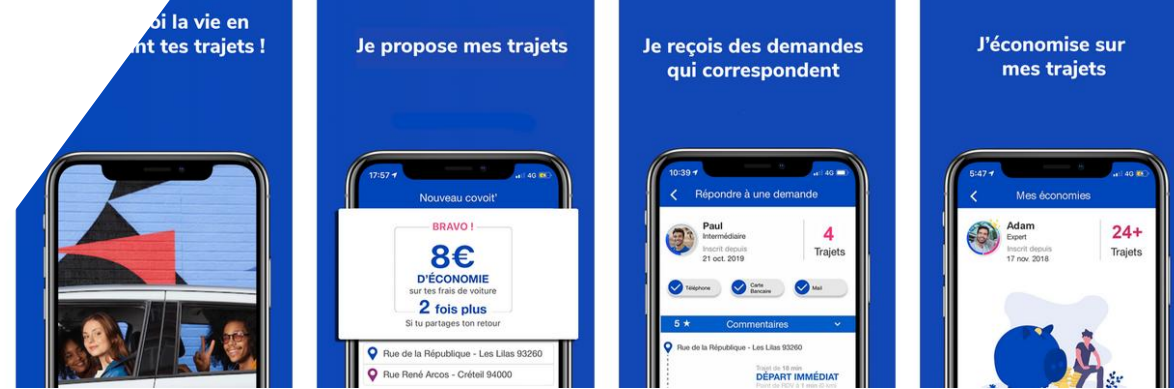 la vie en
tes trajets !
Je propose mes trajets
17:57
4G
Nouveau covoit'
BRAVO !
8€
D'ÉCONOMIE
sur tes frais de voiture
2 fois plus
Si tu partages ton retour
Rue de la République - Les Lilas 93260
Rue René Arcos - Créteil 94000
Je reçois des demandes
qui correspondent
10:39
4G
Répondre à une demande
Paul
Intermédiaire
Inscrit depuis
21 oct. 2019
4
Trajets
Téléphone
Carte
Bancaire
Mail
5 ★ Commentaires
Rue de la République - Les Lilas 93260
Trajet de 16 min
DÉPART IMMÉDIAT
J'économise sur
mes trajets
5:47
4G
Mes économies
Adam
Expert
Inscrit depuis
17 nov. 2018
24+
Trajets